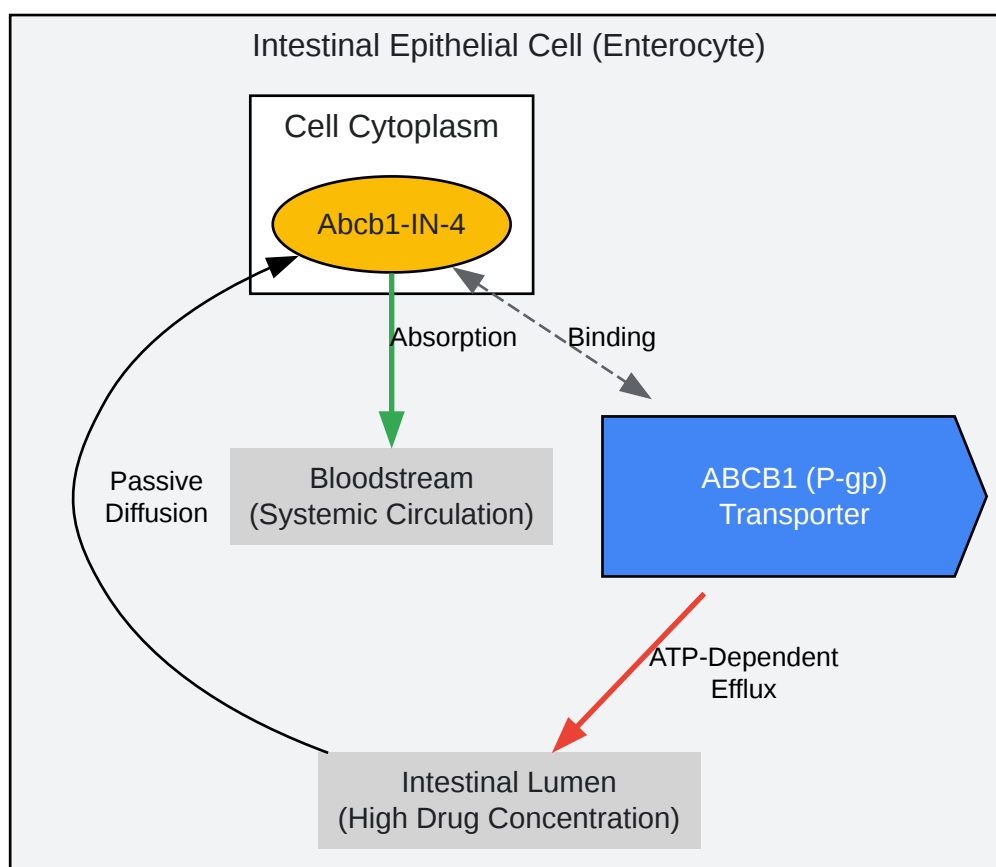 Intestinal Epithelial Cell (Enterocyte)
Cell Cytoplasm
Abcb1-IN-4
Absorption
Binding
Passive
Diffusion
Bloodstream
(Systemic Circulation)
ABCB1 (P-gp)
Transporter
ATP-Dependent
Efflux
Intestinal Lumen
(High Drug Concentration)